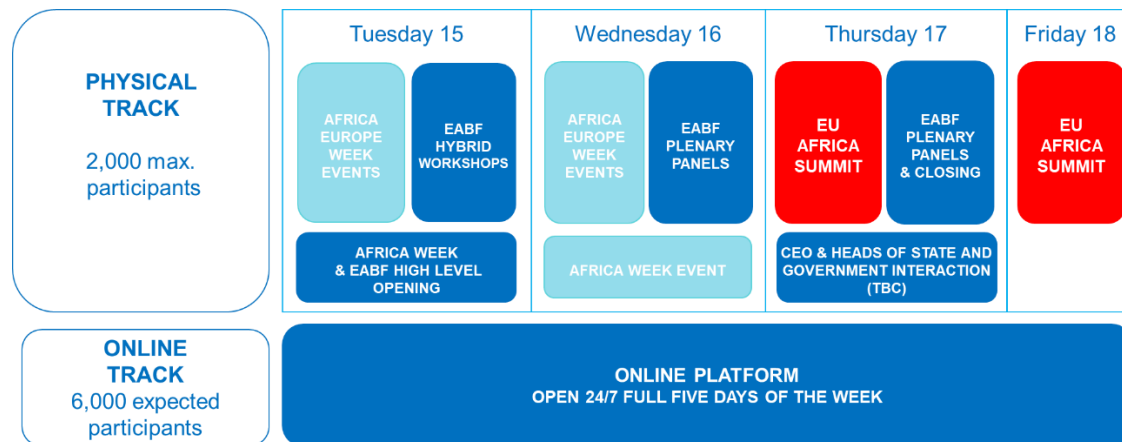 Tuesday 15
Wednesday 16
Thursday 17
Friday 18
PHYSICAL
TRACK
2,000 max.
participants
AFRICA
EUROPE
WEEK
EVENTS
EABF
HYBRID
WORKSHOPS
AFRICA
EUROPE
WEEK
EVENTS
EABF
PLENARY
PANELS
EU
AFRICA
SUMMIT
EABF
PLENARY
PANELS
& CLOSING
EU
AFRICA
SUMMIT
AFRICA WEEK
& EABF HIGH LEVEL
OPENING
AFRICA WEEK EVENT
CEO & HEADS OF STATE AND
GOVERNMENT INTERACTION
(TBC)
ONLINE
TRACK
6,000 expected
participants
ONLINE PLATFORM
OPEN 24/7 FULL FIVE DAYS OF THE WEEK